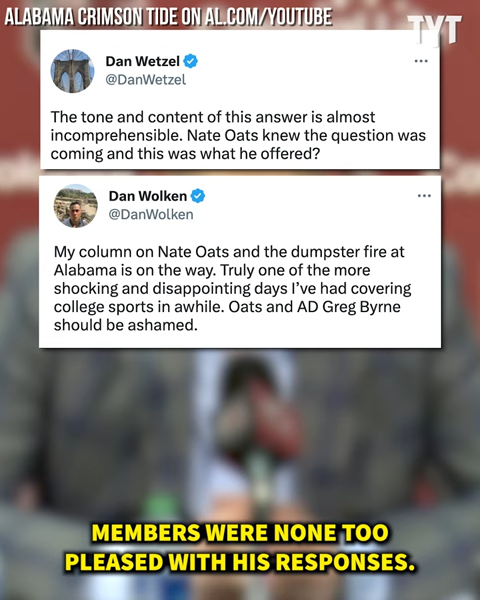 ALABAMA CRIMSON TIDE ON AL.COM/YOUTUBE
TYT
Dan Wetzel
@DanWetzel
The tone and content of this answer is almost
incomprehensible. Nate Oats knew the question was
coming and this was what he offered?
Dan Wolken
@DanWolken
My column on Nate Oats and the dumpster fire at
Alabama is on the way. Truly one of the more
shocking and disappointing days I've had covering
college sports in awhile. Oats and AD Greg Byrne
should be ashamed.
MEMBERS WERE NONE TOO
PLEASED WITH HIS RESPONSES.